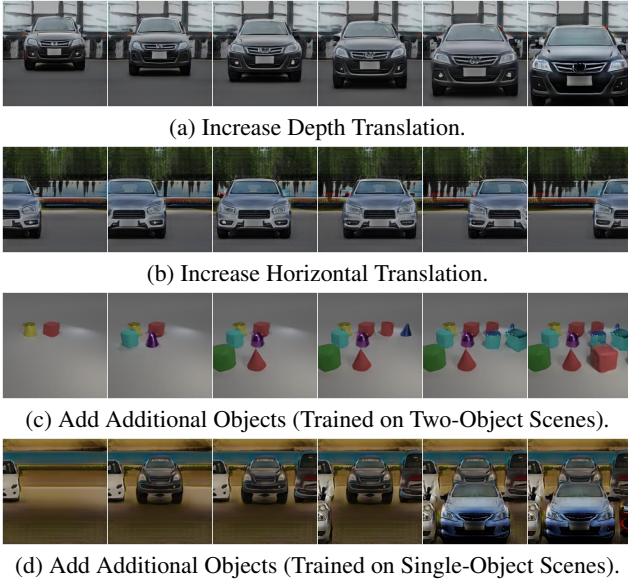 (a) Increase Depth Translation.
(b) Increase Horizontal Translation.
(c) Add Additional Objects (Trained on Two-Object Scenes).
(d) Add Additional Objects (Trained on Single-Object Scenes).